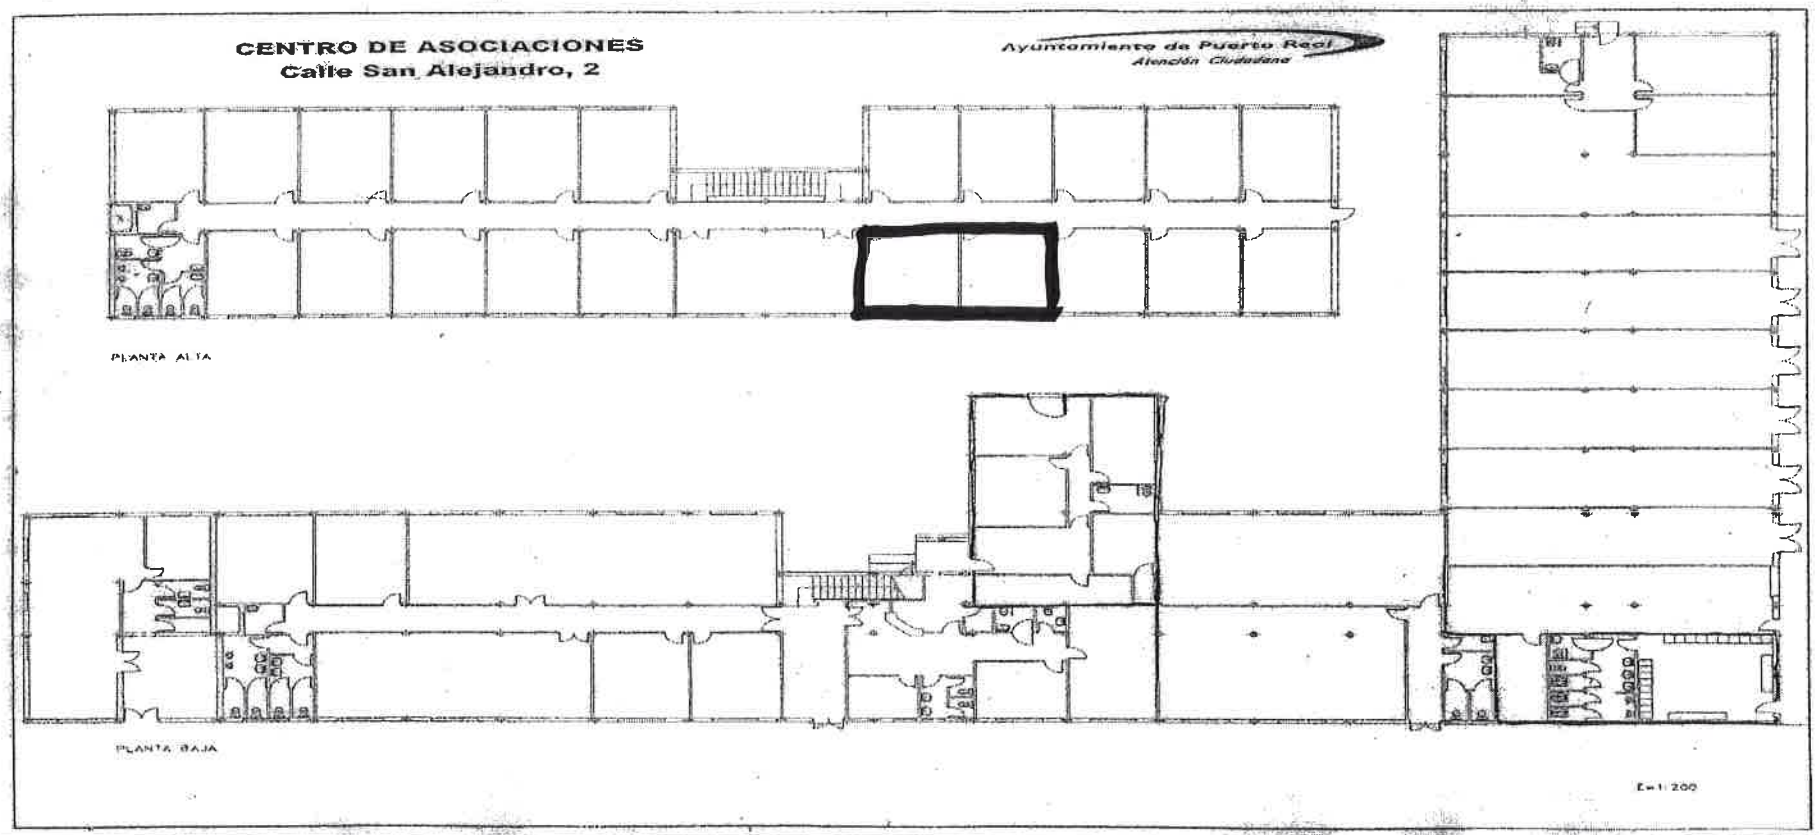 CENTRO DE ASOCIACIONES
Calle San Alejandro, 2
Ayuntamiento de Puerto Real
Atención Ciudadana
PLANTA ALTA
PLANTA BAJA
E=1:200